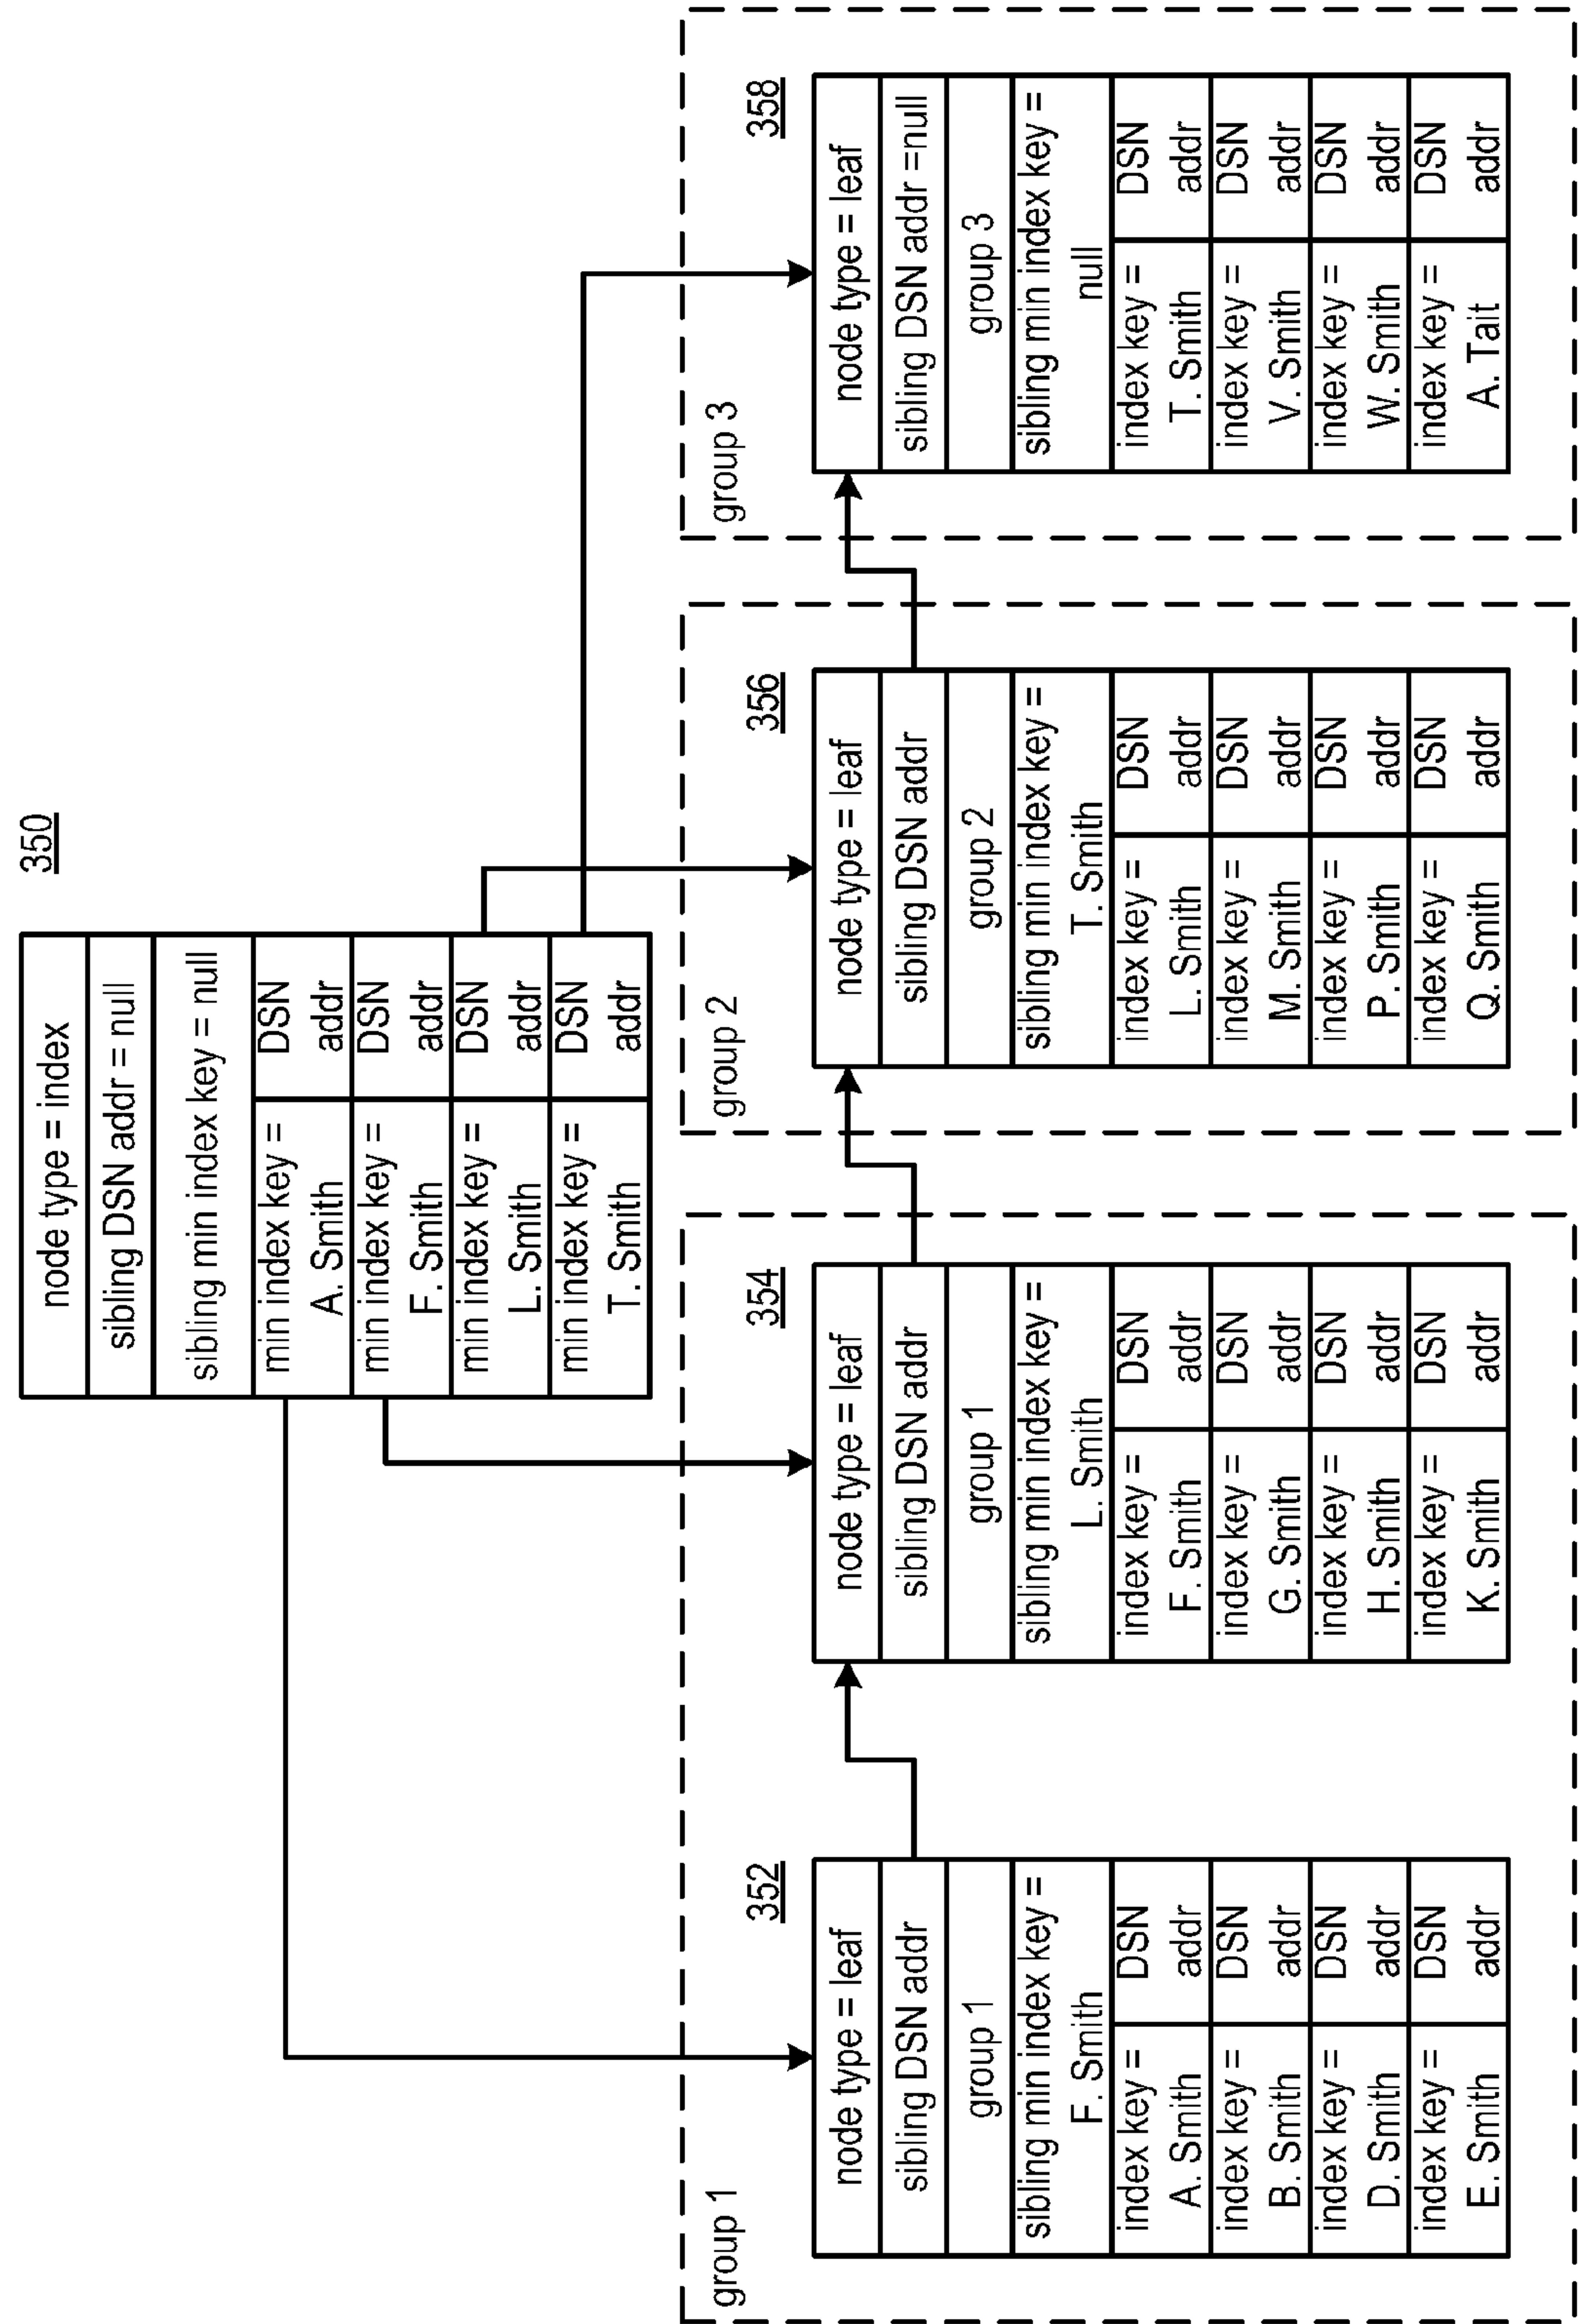 350
node type = index
sibling DSN addr = null
sibling min index key = null
min index key = DSN
A. Smith addr
min index key = DSN
F. Smith addr
min index key = DSN
L. Smith addr
min index key = DSN
T. Smith addr
group 1
352
node type = leaf
sibling DSN addr
group 1
sibling min index key =
F. Smith
index key = DSN
A. Smith addr
index key = DSN
B. Smith addr
index key = DSN
D. Smith addr
index key = DSN
E. Smith addr
354
node type = leaf
sibling DSN addr
group 1
sibling min index key =
L. Smith
index key = DSN
F. Smith addr
index key = DSN
G. Smith addr
index key = DSN
H. Smith addr
index key = DSN
K. Smith addr
group 2
356
node type = leaf
sibling DSN addr
group 2
sibling min index key =
T. Smith
index key = DSN
L. Smith addr
index key = DSN
M. Smith addr
index key = DSN
P. Smith addr
index key = DSN
Q. Smith addr
group 3
358
node type = leaf
sibling DSN addr =null
group 3
sibling min index key =
null
index key = DSN
T. Smith addr
index key = DSN
V. Smith addr
index key = DSN
W. Smith addr
index key = DSN
A. Tait addr